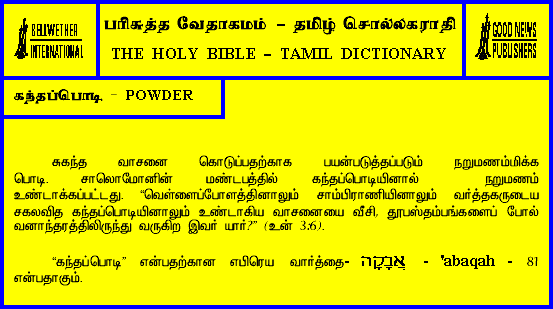 BELLWETHER
INTERNATIONAL
பரிசுத்த வேதாகமம் – தமிழ் சொல்லகராதி
THE HOLY BIBLE – TAMIL DICTIONARY
GOOD NEWS
PUBLISHERS
கந்தப்பொடி – POWDER
சுகந்த வாசனை கொடுப்பதற்காக பயன்படுத்தப்படும் நறுமணம்மிக்க
பொடி. சாலொமோனின் மண்டபத்தில் கந்தப்பொடியினால் நறுமணம்
உண்டாக்கப்பட்டது. “வெள்ளைப்போளத்தினாலும் சாம்பிராணியினாலும் வர்த்தகருடைய
சகலவித கந்தப்பொடியினாலும் உண்டாகிய வாசனையை வீசி, தூபஸ்தம்பங்களைப் போல்
வனாந்தரத்திலிருந்து வருகிற இவர் யார்?” (உன் 3:6).
“கந்தப்பொடி” என்பதற்கான எபிரெய வார்த்தை- אֲבָקָה - 'abaqah - 81
என்பதாகும்.